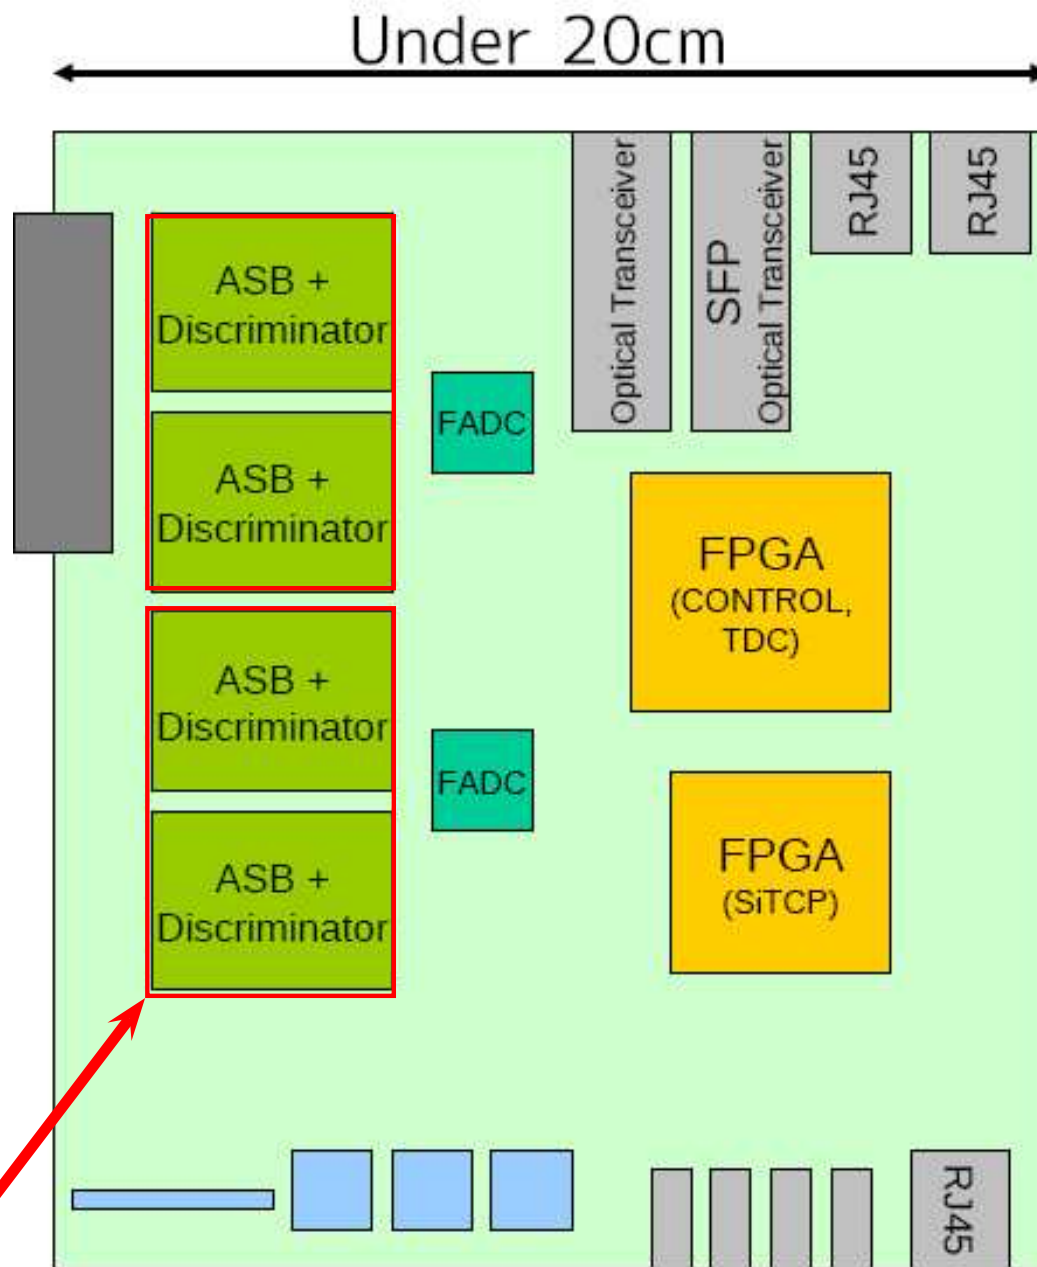 Under 20cm
Optical Transceiver
SFP
Optical Transceiver
RJ45
RJ45
ASB +
Discriminator
FADC
ASB +
Discriminator
FPGA
(CONTROL,
TDC)
ASB +
Discriminator
FADC
ASB +
Discriminator
FPGA
(SiTCP)
RJ45